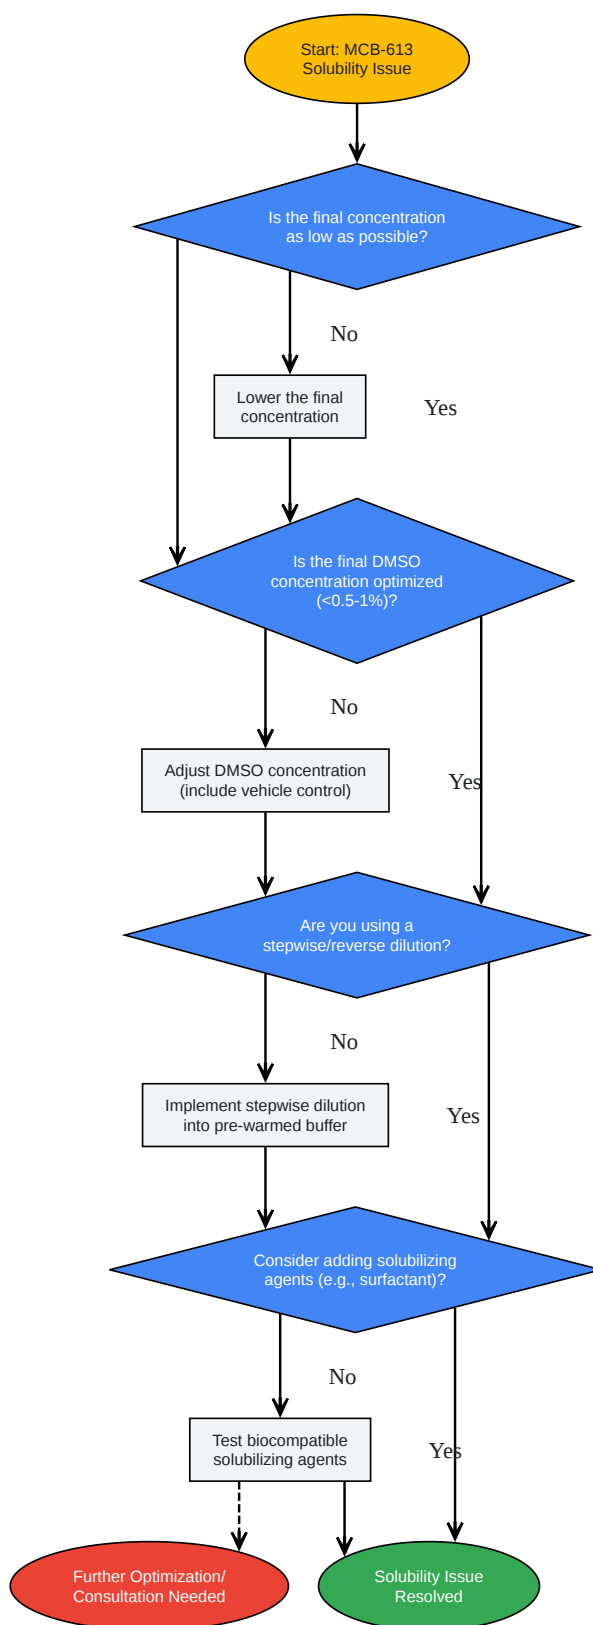 Start: MCB-613
Solubility Issue
Is the final concentration
as low as possible?
No
Lower the final
concentration
Yes
Is the final DMSO
concentration optimized
(<0.5-1%)?
No
Adjust DMSO concentration
(include vehicle control)
Yes
Are you using a
stepwise/reverse dilution?
No
Implement stepwise dilution
into pre-warmed buffer
Yes
Consider adding solubilizing
agents (e.g., surfactant)?
No
Test biocompatible
solubilizing agents
Yes
Further Optimization/
Consultation Needed
Solubility Issue
Resolved